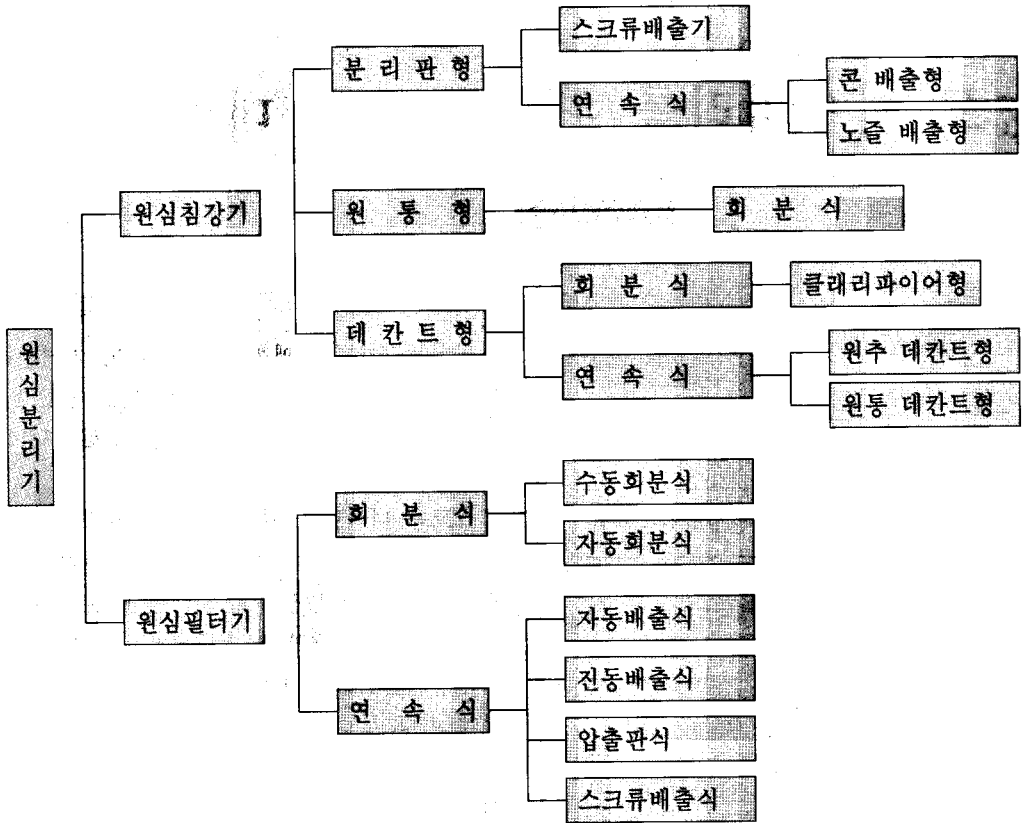 원심분리기
원심침강기
분 리 판 형
스크류배출기
연 속 식
콘 배출형
노즐 배출형
원 통 형
회 분 식
데 칸 트 형
회 분 식
클래리파이어형
연 속 식
원추 데칸트형
원통 데칸트형
원심필터기
회 분 식
수동회분식
자동회분식
연 속 식
자동배출식
진동배출식
압출판식
스크류배출식